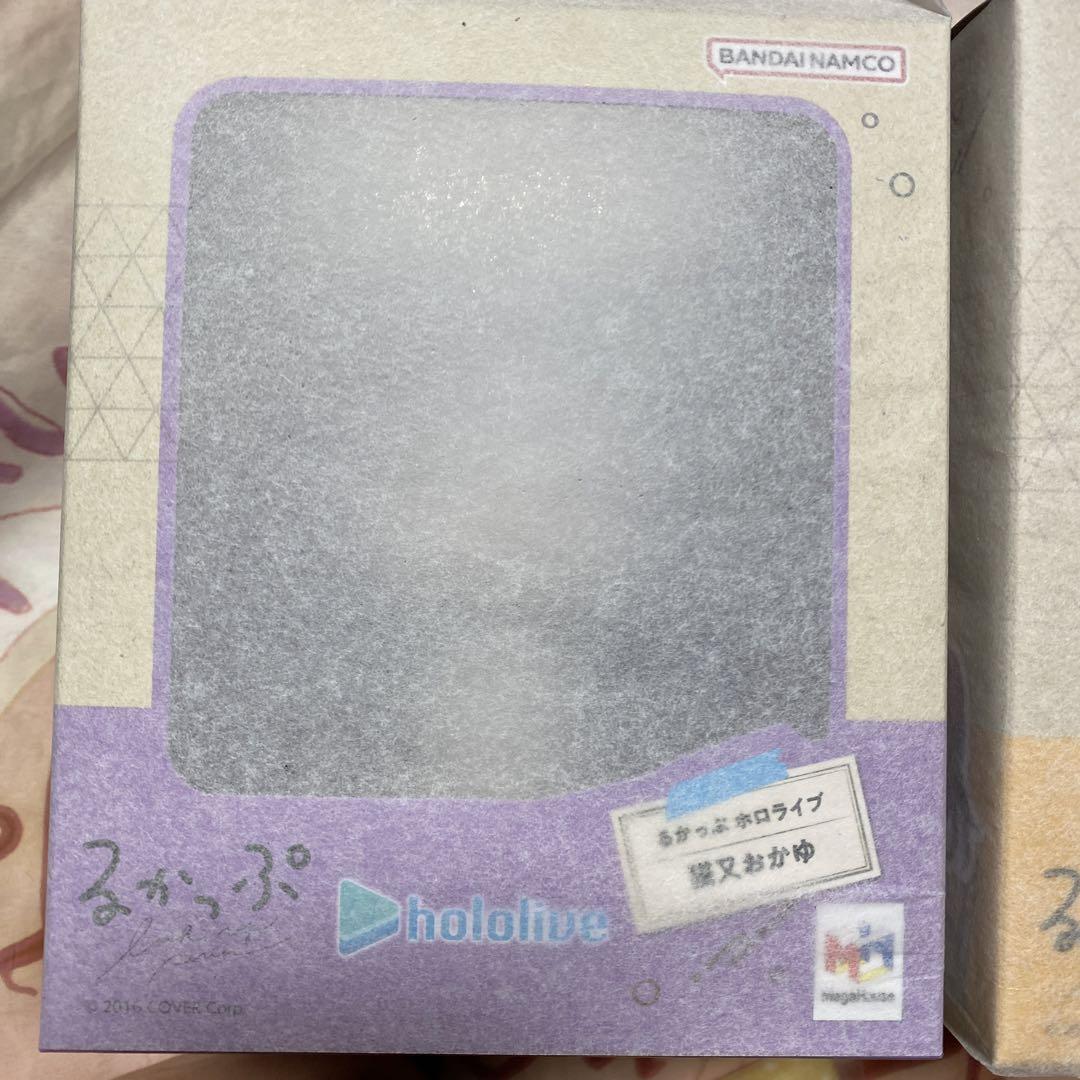 BANDAI NAMCO
るかっぷ ホロライブ
猫又おかゆ
るかっぷ
hololive
MegaHouse
© 2016 COVER Corp.
る